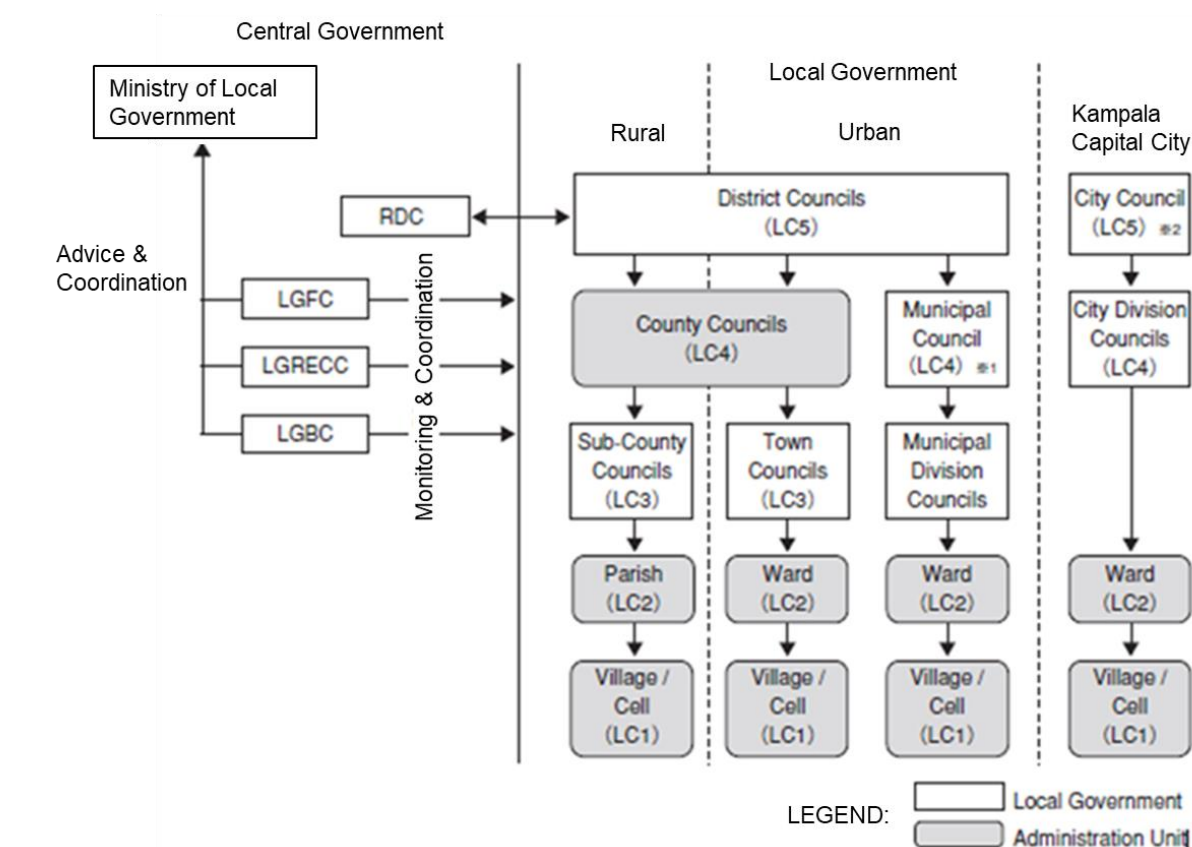 Central Government
Ministry of Local
Government
Local Government
Rural
Urban
Kampala
Capital City
RDC
District Councils
(LC5)
City Council
(LC5) ※2
Advice &
Coordination
Monitoring & Coordination
LGFC
LGRECC
LGBC
County Councils
(LC4)
Municipal
Council
(LC4) ※1
City Division
Councils
(LC4)
Sub-County
Councils
(LC3)
Town
Councils
(LC3)
Municipal
Division
Councils
Parish
(LC2)
Ward
(LC2)
Ward
(LC2)
Ward
(LC2)
Village /
Cell
(LC1)
Village /
Cell
(LC1)
Village /
Cell
(LC1)
Village /
Cell
(LC1)
LEGEND:
Local Government
Administration Unit